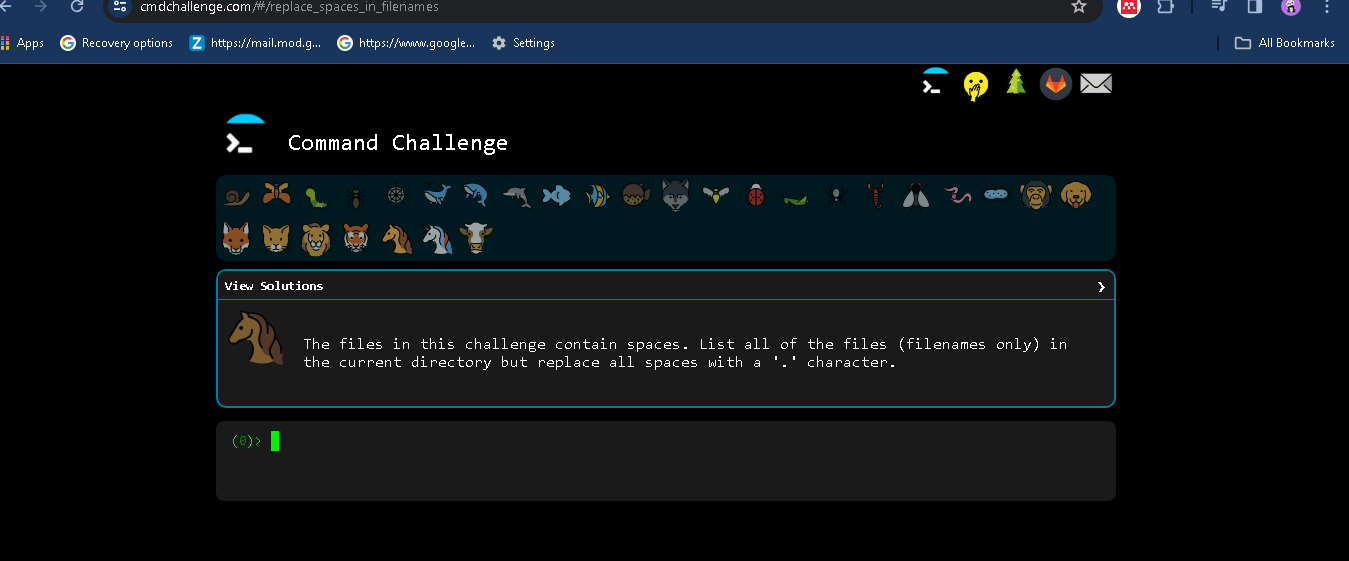 cmdchallenge.com/#/replace_spaces_in_filenames
Apps Recovery options https://mail.mod.g... https://www.google... Settings All Bookmarks
Command Challenge
View Solutions
The files in this challenge contain spaces. List all of the files (filenames only) in
the current directory but replace all spaces with a '.' character.
(0)>